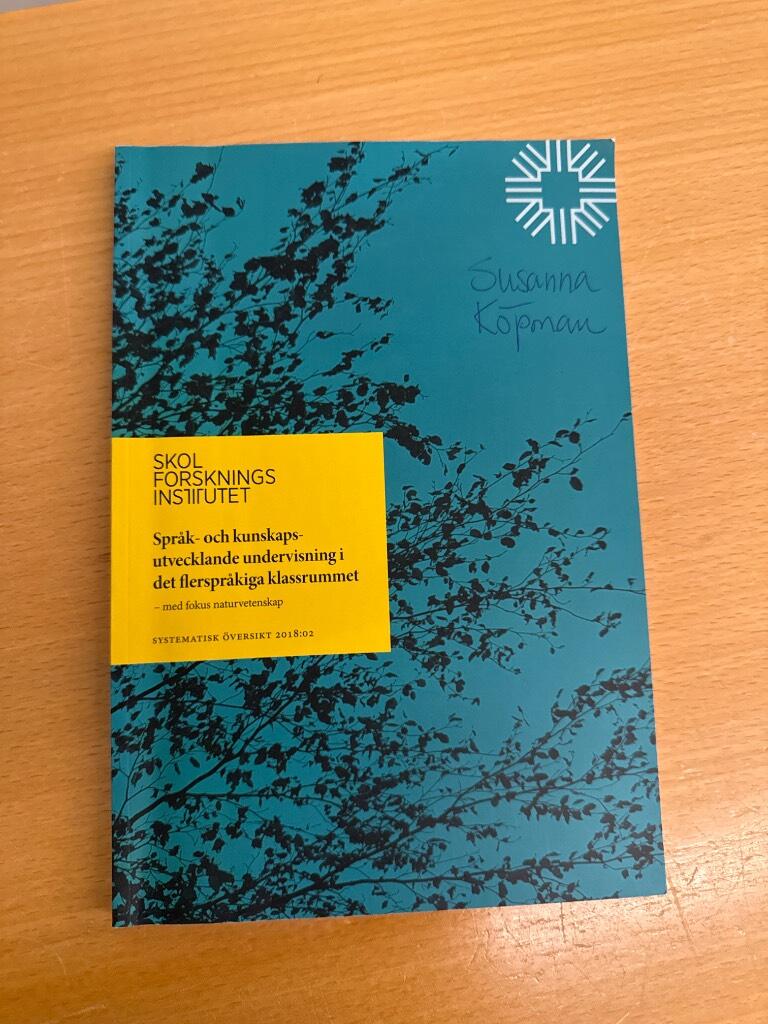 Susanna
Köpman
SKOL
FORSKNINGS
INSTITUTET
Språk- och kunskaps-
utvecklande undervisning i
det flerspråkiga klassrummet
– med fokus naturvetenskap
SYSTEMATISK ÖVERSIKT 2018:02